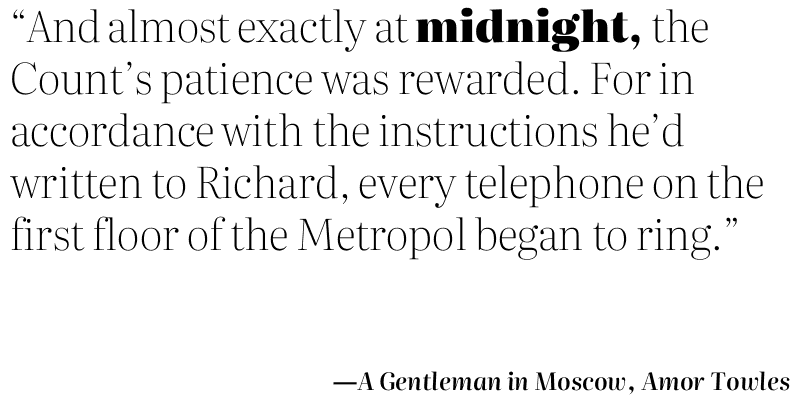 “And almost exactly at midnight, the
Count’s patience was rewarded. For in
accordance with the instructions he’d
written to Richard, every telephone on the
first floor of the Metropol began to ring.”
—A Gentleman in Moscow, Amor Towles